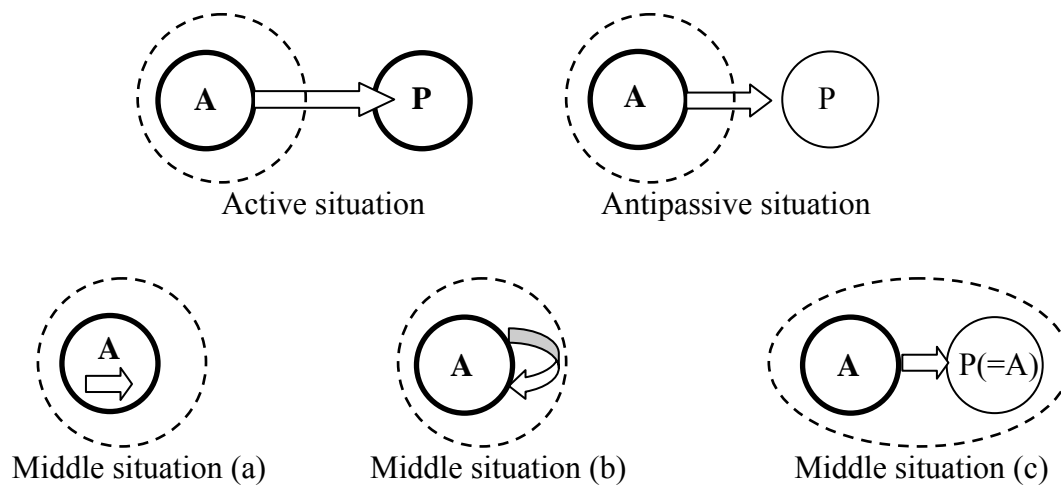 A P A P
Active situation Antipassive situation
A A A P(=A)
Middle situation (a) Middle situation (b) Middle situation (c)